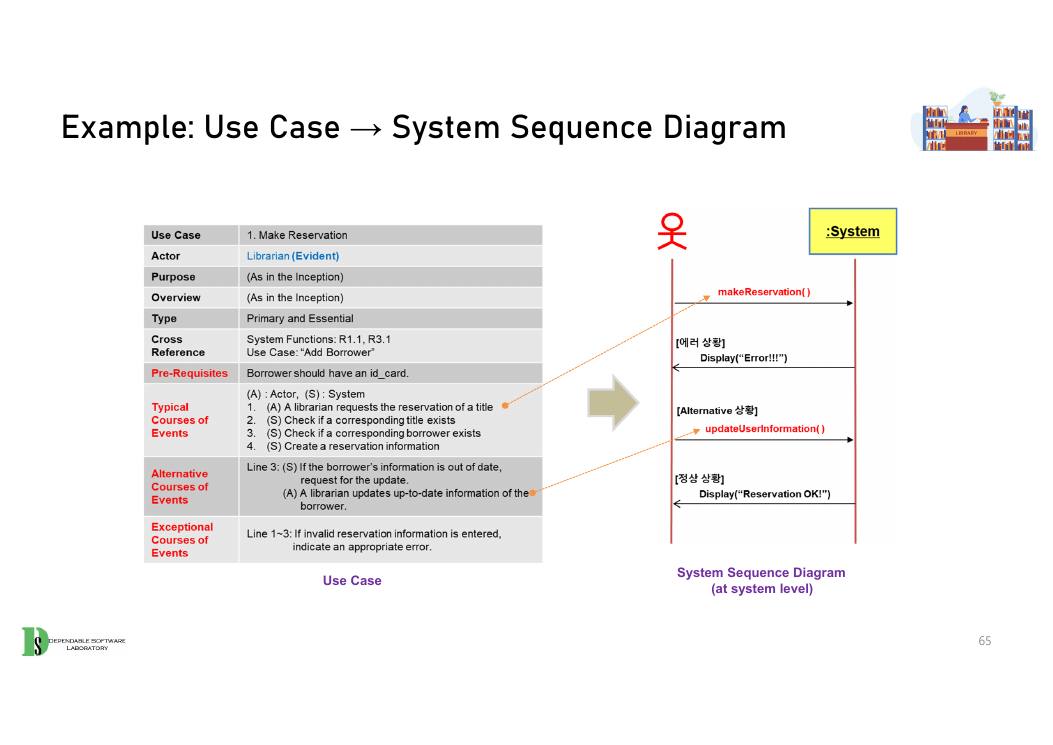 Example: Use Case → System Sequence Diagram
LIBRARY
Use Case 1. Make Reservation
Actor Librarian (Evident)
Purpose (As in the Inception)
Overview (As in the Inception)
Type Primary and Essential
Cross Reference
System Functions: R1.1, R3.1
Use Case: “Add Borrower”
Pre-Requisites Borrower should have an id_card.
Typical
Courses of
Events
(A) : Actor, (S) : System
1. (A) A librarian requests the reservation of a title
2. (S) Check if a corresponding title exists
3. (S) Check if a corresponding borrower exists
4. (S) Create a reservation information
Alternative
Courses of
Events
Line 3: (S) If the borrower’s information is out of date,
request for the update.
(A) A librarian updates up-to-date information of the
borrower.
Exceptional
Courses of
Events
Line 1~3: If invalid reservation information is entered,
indicate an appropriate error.
Use Case
:System
makeReservation( )
[에러 상황]
Display(“Error!!!”)
[Alternative 상황]
updateUserInformation( )
[정상 상황]
Display(“Reservation OK!”)
System Sequence Diagram
(at system level)
DS
DEPENDABLE SOFTWARE
LABORATORY
65